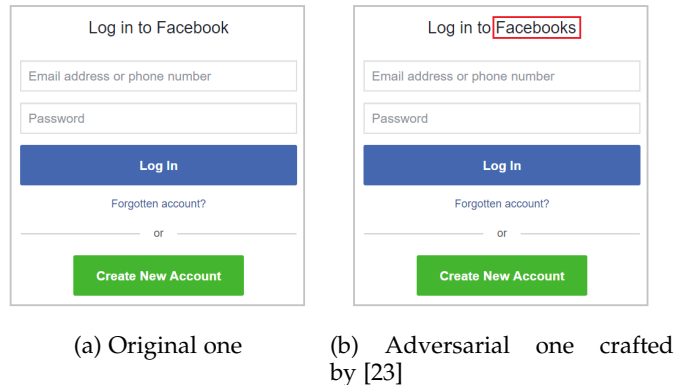 Log in to Facebook
Email address or phone number
Password
Log In
Forgotten account?
or
Create New Account
(a) Original one
Log in to Facebooks
Email address or phone number
Password
Log In
Forgotten account?
or
Create New Account
(b) Adversarial one crafted
by [23]